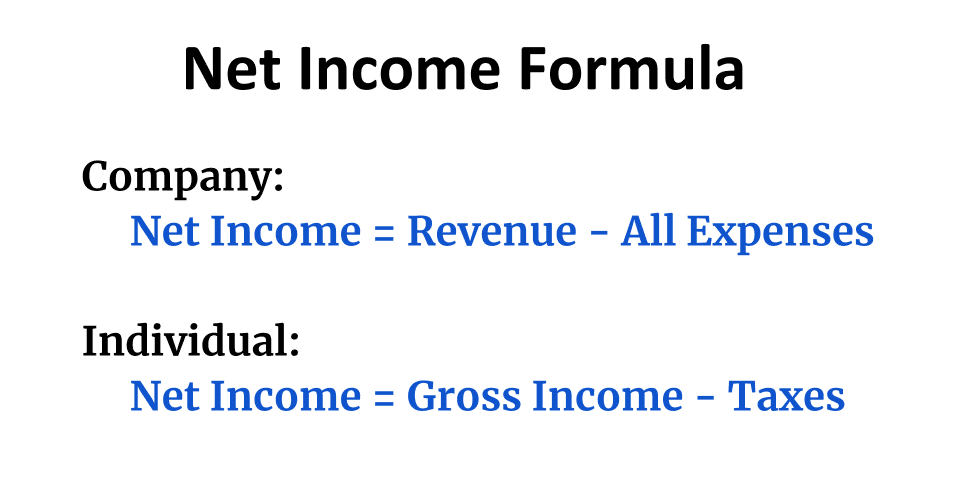 Net Income Formula
Company:
Net Income = Revenue - All Expenses
Individual:
Net Income = Gross Income - Taxes